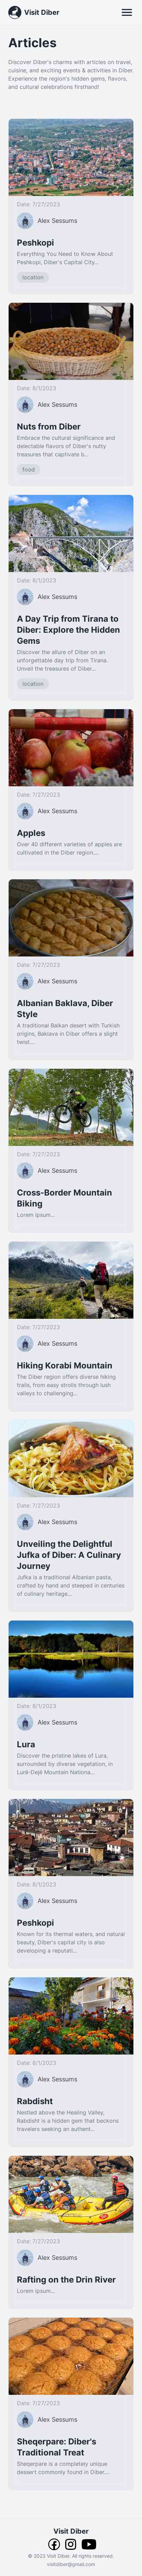 Visit Diber
Articles
Discover Diber's charms with articles on travel,
cuisine, and exciting events & activities in Diber.
Experience the region's hidden gems, flavors,
and cultural celebrations firsthand!
Date: 7/27/2023
Alex Sessums
Peshkopi
Everything You Need to Know About
Peshkopi, Diber's Capital City...
location
Date: 8/1/2023
Alex Sessums
Nuts from Diber
Embrace the cultural significance and
delectable flavors of Diber's nutty
treasures that captivate b...
food
Date: 8/1/2023
Alex Sessums
A Day Trip from Tirana to
Diber: Explore the Hidden
Gems
Discover the allure of Diber on an
unforgettable day trip from Tirana.
Unveil the treasures of Diber...
location
Date: 7/27/2023
Alex Sessums
Apples
Over 40 different varieties of apples are
cultivated in the Diber region,...
Date: 7/27/2023
Alex Sessums
Albanian Baklava, Diber
Style
A traditional Balkan desert with Turkish
origins, Baklava in Diber offers a slight
twist....
Date: 7/27/2023
Alex Sessums
Cross-Border Mountain
Biking
Lorem ipsum...
Date: 7/27/2023
Alex Sessums
Hiking Korabi Mountain
The Diber region offers diverse hiking
trails, from easy strolls through lush
valleys to challenging...
Date: 7/27/2023
Alex Sessums
Unveiling the Delightful
Jufka of Diber: A Culinary
Journey
Jufka is a traditional Albanian pasta,
crafted by hand and steeped in centuries
of culinary heritage...
Date: 8/1/2023
Alex Sessums
Lura
Discover the pristine lakes of Lura,
surrounded by diverse vegetation, in
Lurë-Dejë Mountain Nationa...
Date: 8/1/2023
Alex Sessums
Peshkopi
Known for its thermal waters, and natural
beauty, Diber's capital city is also
developing a reputati...
Date: 8/1/2023
Alex Sessums
Rabdisht
Nestled above the Healing Valley,
Rabdisht is a hidden gem that beckons
travelers seeking an authent...
Date: 7/27/2023
Alex Sessums
Rafting on the Drin River
Lorem ipsum...
Date: 7/27/2023
Alex Sessums
Sheqerpare: Diber's
Traditional Treat
Sheqerpare is a completely unique
dessert commonly found in Diber....
Visit Diber
© 2023 Visit Diber. All rights reserved.
visitdiber@gmail.com